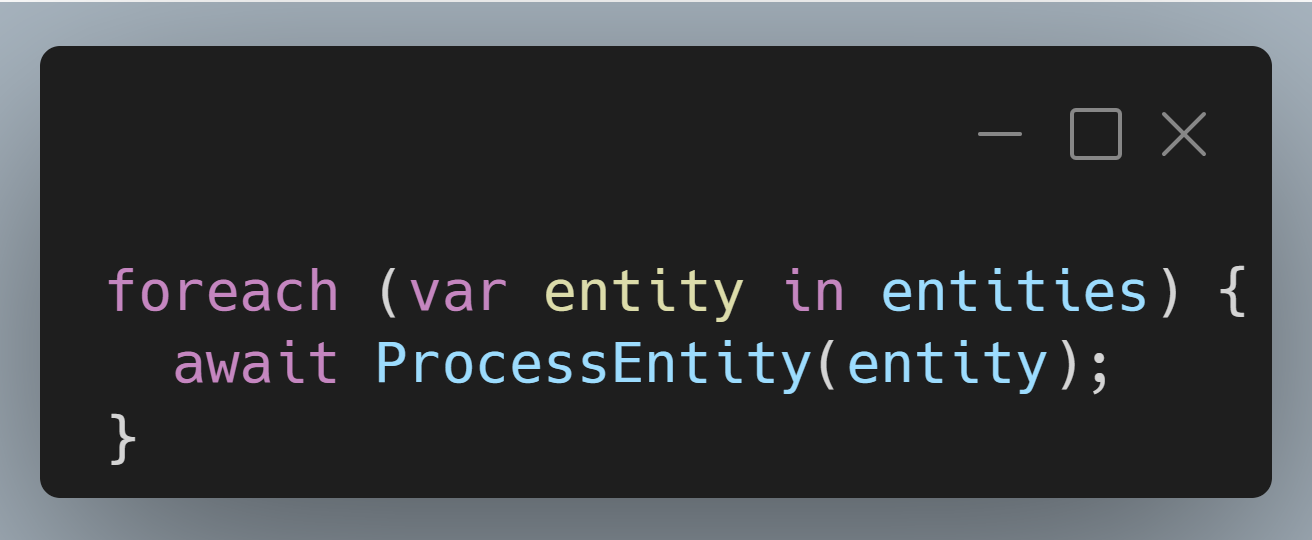 foreach (var entity in entities) {
  await ProcessEntity(entity);
}